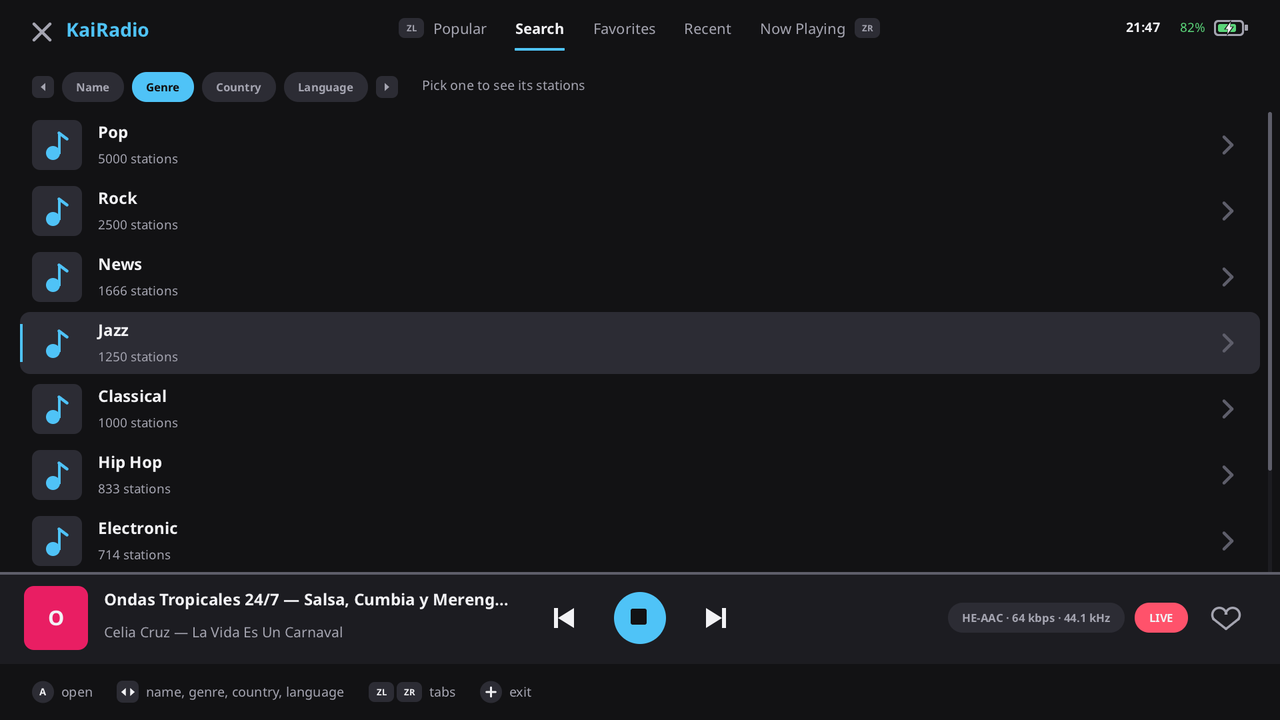 KaiRadio
ZL Popular Search Favorites Recent Now Playing ZR
21:47 82%
Name Genre Country Language Pick one to see its stations
Pop
5000 stations
Rock
2500 stations
News
1666 stations
Jazz
1250 stations
Classical
1000 stations
Hip Hop
833 stations
Electronic
714 stations
O
Ondas Tropicales 24/7 — Salsa, Cumbia y Mereng...
Celia Cruz — La Vida Es Un Carnaval
HE-AAC · 64 kbps · 44.1 kHz LIVE
A open name, genre, country, language ZL ZR tabs + exit